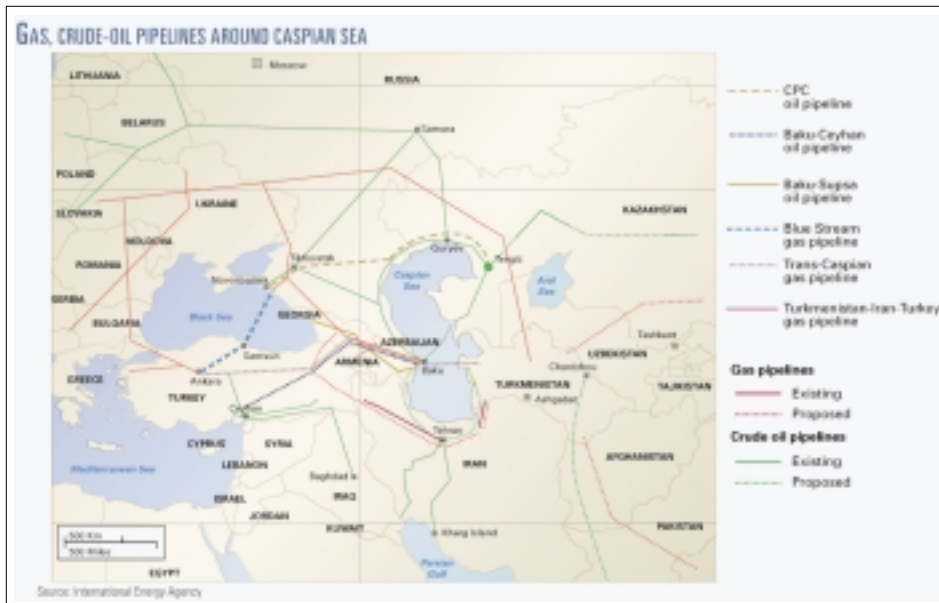 GAS, CRUDE-OIL PIPELINES AROUND CASPIAN SEA
Moscow
LITHUANIA
RUSSIA
BELARUS
Samara
POLAND
UKRAINE
SLOVAKIA
KAZAKHSTAN
MOLDOVA
ROMANIA
Novorossiysk
Caspian
Sea
Tengiz
Aral
Sea
SERBIA
BULGARIA
Black Sea
GEORGIA
Samsun
ARMENIA
AZERBAIJAN
Baku
UZBEKISTAN
Tashkent
GREECE
Ankara
TURKEY
TURKMENISTAN
TAJIKISTAN
Ashgabat
Ceyhan
CYPRUS
SYRIA
Tehran
IRAN
AFGHANISTAN
Mediterranean Sea
LEBANON
Baghdad
ISRAEL
IRAQ
JORDAN
KUWAIT
Kharg Island
PAKISTAN
500 Km
500 Miles
EGYPT
Persian
Gulf
CPC
oil pipeline
Baku-Ceyhan
oil pipeline
Baku-Supsa
oil pipeline
Blue Stream
gas pipeline
Trans-Caspian
gas pipeline
Turkmenistan-Iran-Turkey
gas pipeline
Gas pipelines
Existing
Proposed
Crude oil pipelines
Existing
Proposed
Source: International Energy Agency